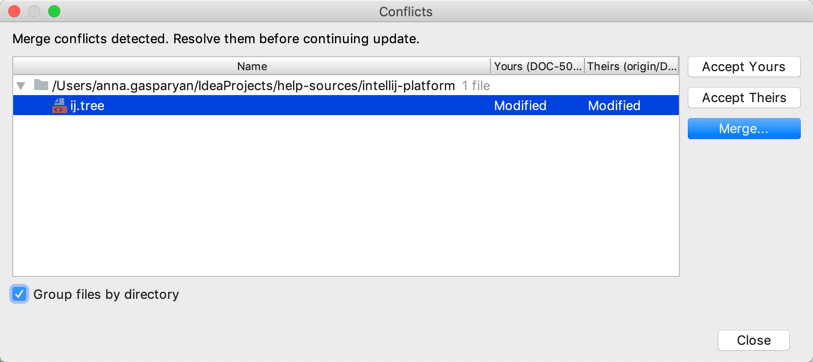 Conflicts
Merge conflicts detected. Resolve them before continuing update.
Name Yours (DOC-50... Theirs (origin/D...
/Users/anna.gasparyan/IdeaProjects/help-sources/intellij-platform 1 file
ij.tree Modified Modified
Accept Yours
Accept Theirs
Merge...
Group files by directory
Close